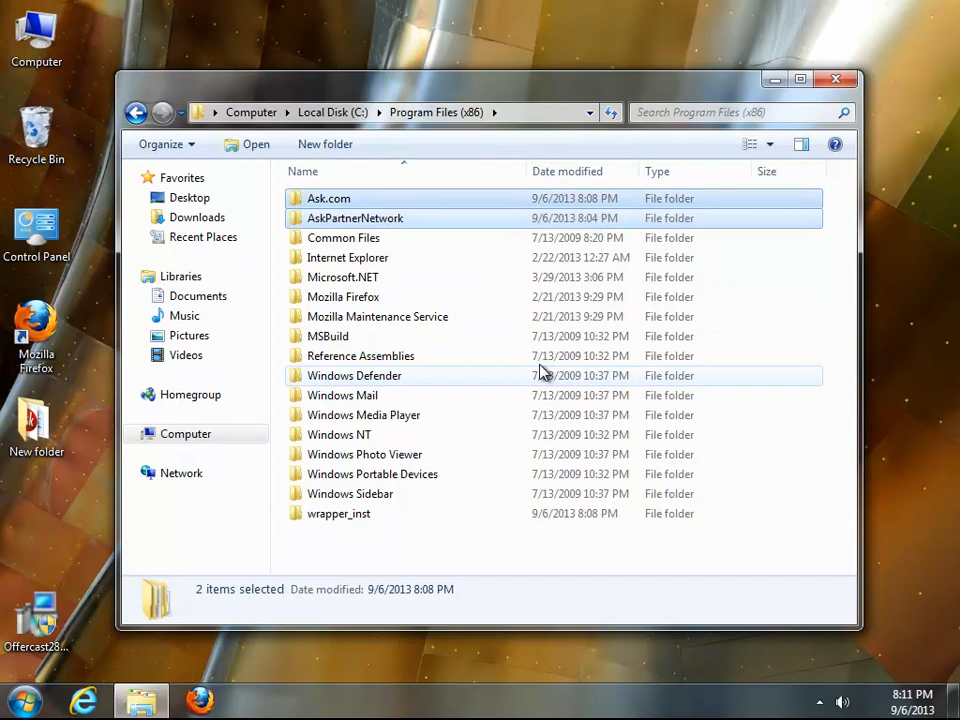 Computer
Recycle Bin
Control Panel
Mozilla
Firefox
New folder
Offercast28...
Computer
Local Disk (C:)
Program Files (x86)
Search Program Files (x86)
Organize
Open
New folder
Favorites
Desktop
Downloads
Recent Places
Libraries
Documents
Music
Pictures
Videos
Homegroup
Computer
Network
Name Date modified Type Size
Ask.com 9/6/2013 8:08 PM File folder
AskPartnerNetwork 9/6/2013 8:04 PM File folder
Common Files 7/13/2009 8:20 PM File folder
Internet Explorer 2/22/2013 12:27 AM File folder
Microsoft.NET 3/29/2013 3:06 PM File folder
Mozilla Firefox 2/21/2013 9:29 PM File folder
Mozilla Maintenance Service 2/21/2013 9:29 PM File folder
MSBuild 7/13/2009 10:32 PM File folder
Reference Assemblies 7/13/2009 10:32 PM File folder
Windows Defender 7/13/2009 10:37 PM File folder
Windows Mail 7/13/2009 10:37 PM File folder
Windows Media Player 7/13/2009 10:37 PM File folder
Windows NT 7/13/2009 10:32 PM File folder
Windows Photo Viewer 7/13/2009 10:37 PM File folder
Windows Portable Devices 7/13/2009 10:32 PM File folder
Windows Sidebar 7/13/2009 10:37 PM File folder
wrapper_inst 9/6/2013 8:08 PM File folder
2 items selected Date modified: 9/6/2013 8:08 PM
8:11 PM
9/6/2013